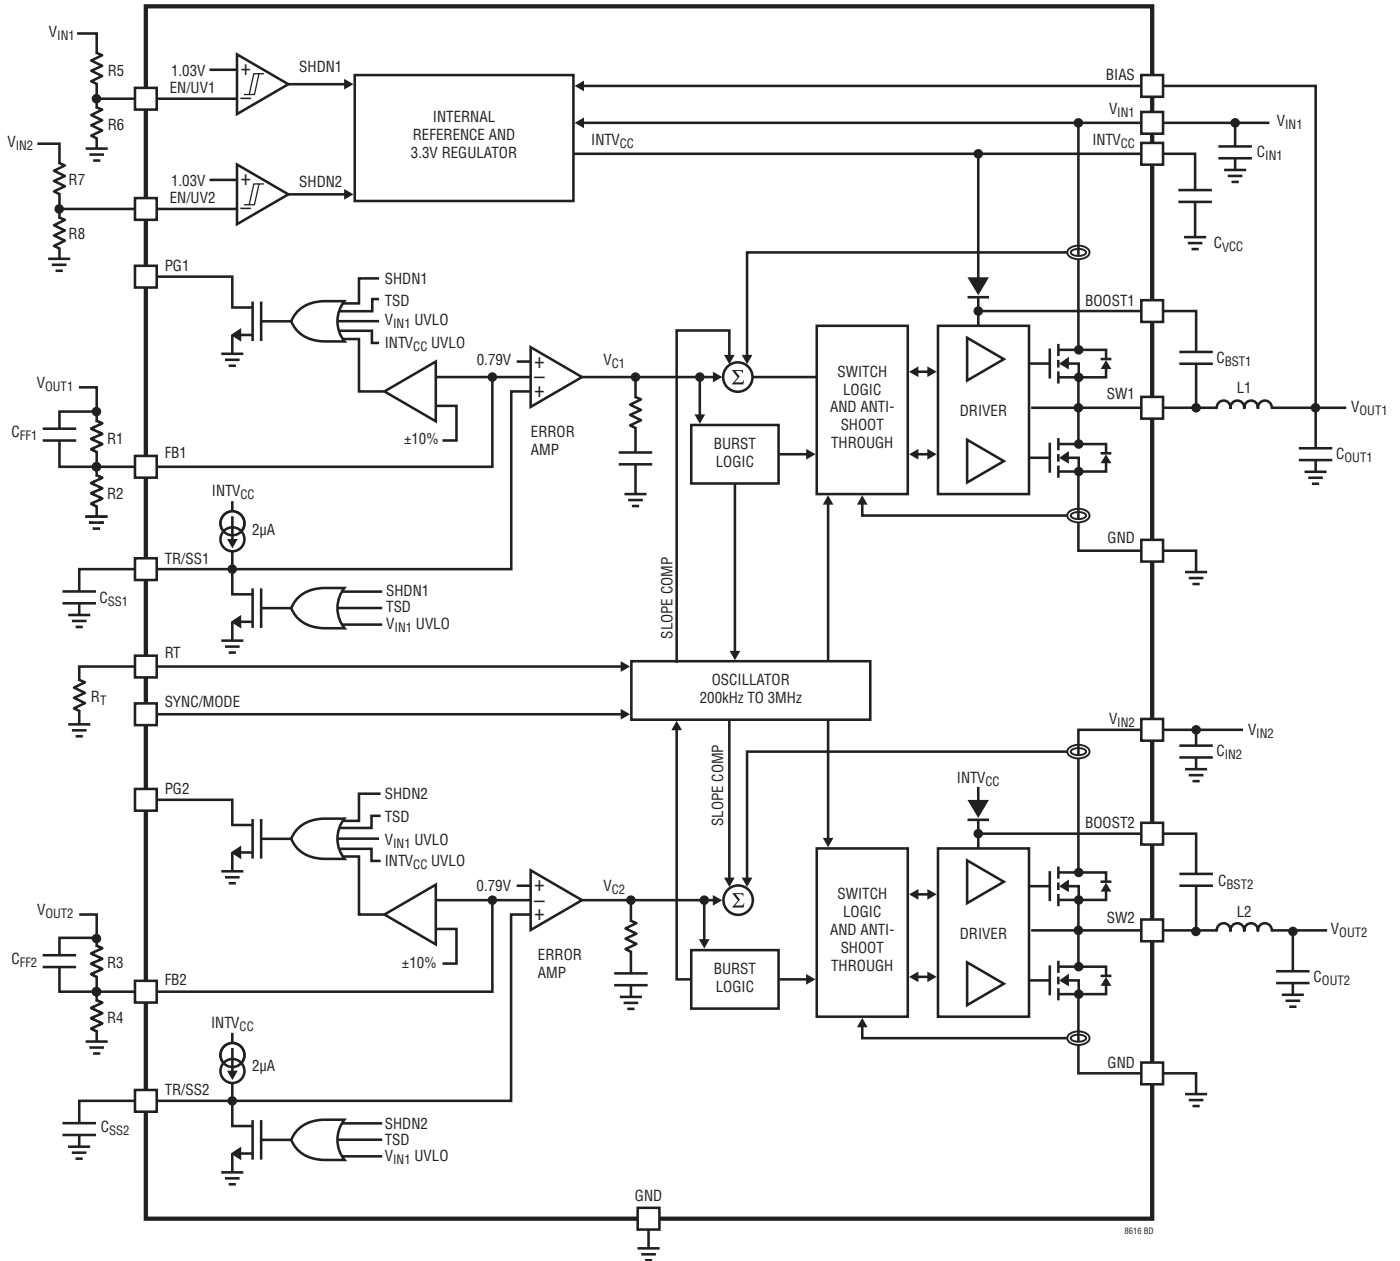 VIN1
R5
R6
1.03V
EN/UV1
+
−
SHDN1
VIN2
R7
R8
1.03V
EN/UV2
+
−
SHDN2
INTERNAL
REFERENCE AND
3.3V REGULATOR
BIAS
VIN1
INTVCC
INTVCC
VIN1
CIN1
CVCC
PG1
SHDN1
TSD
VIN1 UVLO
INTVCC UVLO
±10%
0.79V
+
−
+
ERROR
AMP
VC1
Σ
BURST
LOGIC
SWITCH
LOGIC
AND ANTI-
SHOOT
THROUGH
DRIVER
BOOST1
CBST1
SW1
L1
VOUT1
COUT1
GND
VOUT1
CFF1
R1
FB1
R2
INTVCC
2µA
TR/SS1
CSS1
SHDN1
TSD
VIN1 UVLO
SLOPE COMP
RT
RT
SYNC/MODE
OSCILLATOR
200kHz TO 3MHz
SLOPE COMP
VIN2
VIN2
CIN2
INTVCC
PG2
SHDN2
TSD
VIN1 UVLO
INTVCC UVLO
±10%
0.79V
+
−
+
ERROR
AMP
VC2
Σ
BURST
LOGIC
SWITCH
LOGIC
AND ANTI-
SHOOT
THROUGH
DRIVER
BOOST2
CBST2
SW2
L2
VOUT2
COUT2
GND
VOUT2
CFF2
R3
FB2
R4
INTVCC
2µA
TR/SS2
CSS2
SHDN2
TSD
VIN1 UVLO
GND
8616 BD